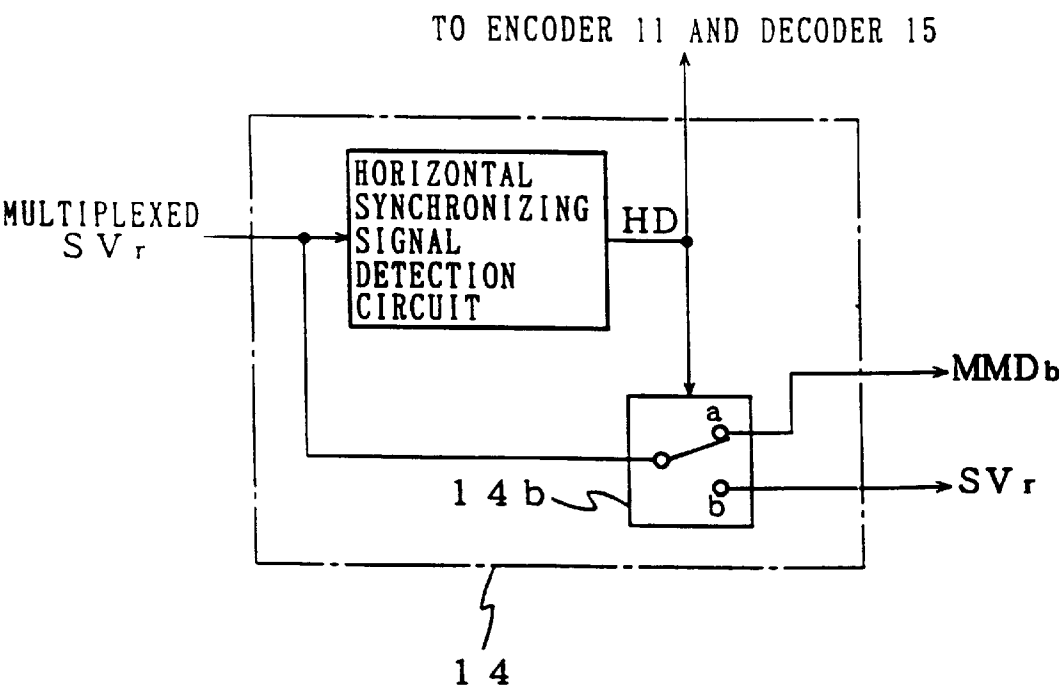 TO ENCODER 11 AND DECODER 15
HORIZONTAL
SYNCHRONIZING
SIGNAL
DETECTION
CIRCUIT
MULTIPLEXED
SVr
HD
MMDb
a
b
SVr
14b
14